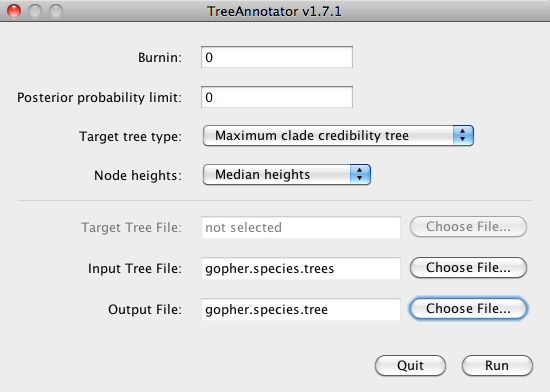 TreeAnnotator v1.7.1
Burnin: 0
Posterior probability limit: 0
Target tree type: Maximum clade credibility tree
Node heights: Median heights
Target Tree File: not selected Choose File...
Input Tree File: gopher.species.trees Choose File...
Output File: gopher.species.tree Choose File...
Quit Run